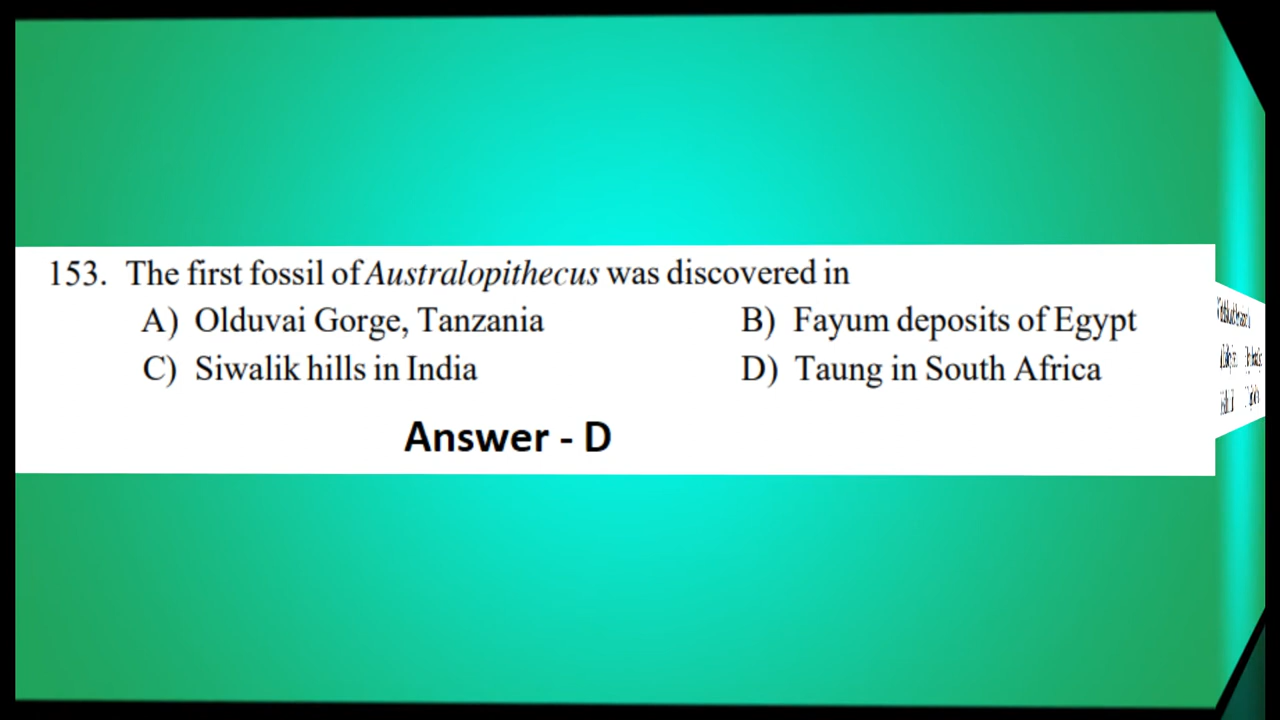 153. The first fossil of Australopithecus was discovered in
A) Olduvai Gorge, Tanzania B) Fayum deposits of Egypt
C) Siwalik hills in India D) Taung in South Africa
Answer - D